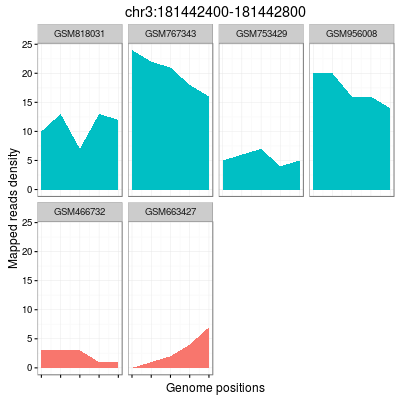 chr3:181442400-181442800
GSM818031 GSM767343 GSM753429 GSM956008
25
20
15
10
5
0
GSM466732 GSM663427
25
20
15
10
5
0
Mapped reads density
Genome positions